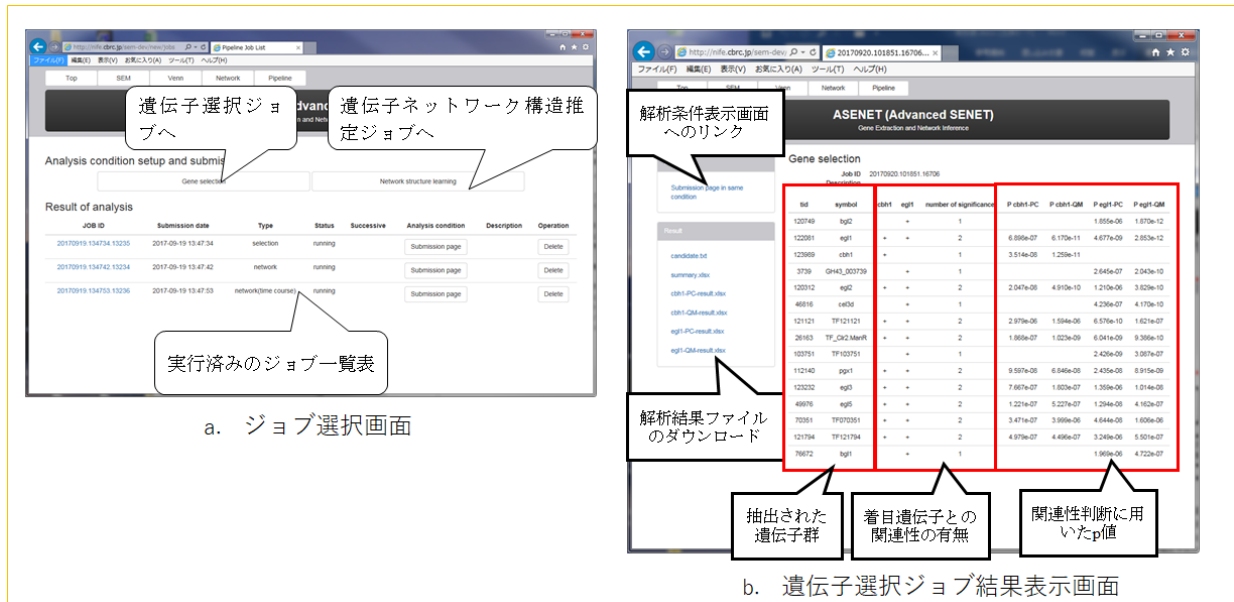 http://nife.cbrc.jp/sem-dev/new/jobs
Pipeline Job List
ファイル(F) 編集(E) 表示(V) お気に入り(A) ツール(T) ヘルプ(H)
Top SEM Venn Network Pipeline
遺伝子選択ジョ
ブへ
遺伝子ネットワーク構造推
定ジョブへ
Analysis condition setup and submis
Gene selection
Network structure learning
Result of analysis
JOB ID Submission date Type Status Successive Analysis condition Description Operation
20170919.134734.13235 2017-09-19 13:47:34 selection running Submission page Delete
20170919.134742.13234 2017-09-19 13:47:42 network running Submission page Delete
20170919.134753.13236 2017-09-19 13:47:53 network(time course) running Submission page Delete
実行済みのジョブ一覧表
a. ジョブ選択画面
http://nife.cbrc.jp/sem-dev/
20170920.101851.16706...
ファイル(F) 編集(E) 表示(V) お気に入り(A) ツール(T) ヘルプ(H)
Network Pipeline
解析条件表示画面
へのリンク
ASENET (Advanced SENET)
Gene Extraction and Network Inference
Gene selection
Job ID 20170920.101851.16706
Description
Submission page in same
condition
Result
candidate.txt
summary.xlsx
cbh1-PC-result.xlsx
cbh1-QM-result.xlsx
egl1-PC-result.xlsx
egl1-QM-result.xlsx
tid symbol cbh1 egl1 number of significance P cbh1-PC P cbh1-QM P egl1-PC P egl1-QM
120749 bgl2 + 1 1.855e-06 1.870e-12
122081 egl1 + + 2 6.896e-07 6.170e-11 4.677e-09 2.853e-12
123989 cbh1 + 1 3.514e-08 1.259e-11
3739 GH43_003739 + 1 2.645e-07 2.043e-10
120312 egl2 + + 2 2.047e-08 4.910e-10 1.210e-06 3.829e-10
46816 cel3d + 1 4.236e-07 4.170e-10
121121 TF121121 + + 2 2.979e-06 1.594e-06 6.576e-10 1.621e-07
26163 TF_Clr2.ManR + + 2 1.866e-07 1.023e-09 6.041e-09 9.386e-10
103751 TF103751 + 1 2.426e-09 3.087e-07
112140 pgx1 + + 2 9.597e-08 6.846e-08 2.435e-08 8.915e-09
123232 egl3 + + 2 7.667e-07 1.803e-07 1.359e-06 1.014e-08
49976 egl5 + + 2 1.221e-07 5.227e-07 1.294e-08 4.162e-07
70351 TF070351 + + 2 3.471e-07 3.999e-06 4.644e-08 1.606e-06
121794 TF121794 + + 2 4.979e-07 4.496e-07 3.249e-06 5.501e-07
76672 bgl1 + 1 1.969e-06 4.722e-07
解析結果ファイル
のダウンロード
抽出された
遺伝子群
着目遺伝子との
関連性の有無
関連性判断に用
いたp値
b. 遺伝子選択ジョブ結果表示画面